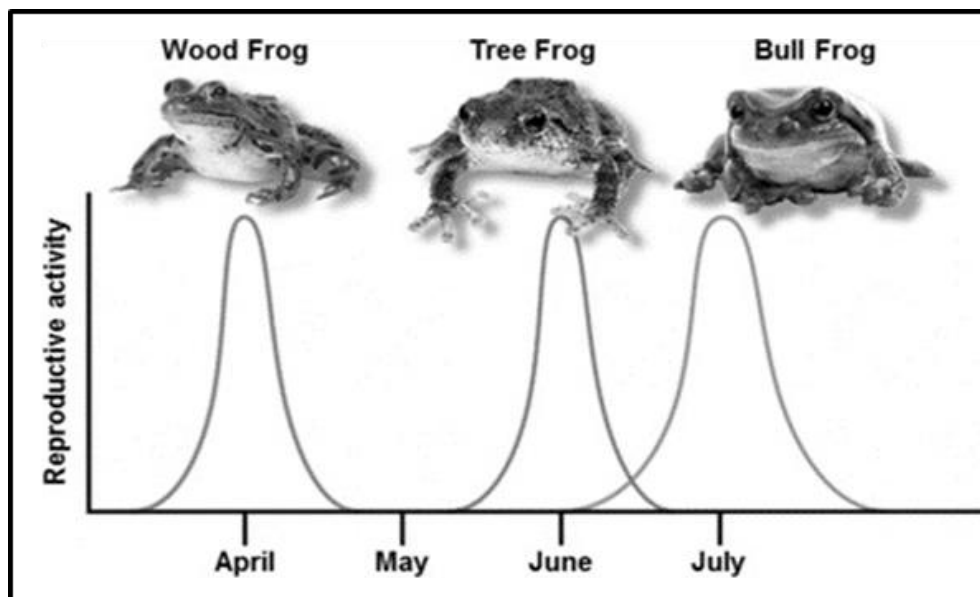 Wood Frog
Tree Frog
Bull Frog
Reproductive activity
April
May
June
July